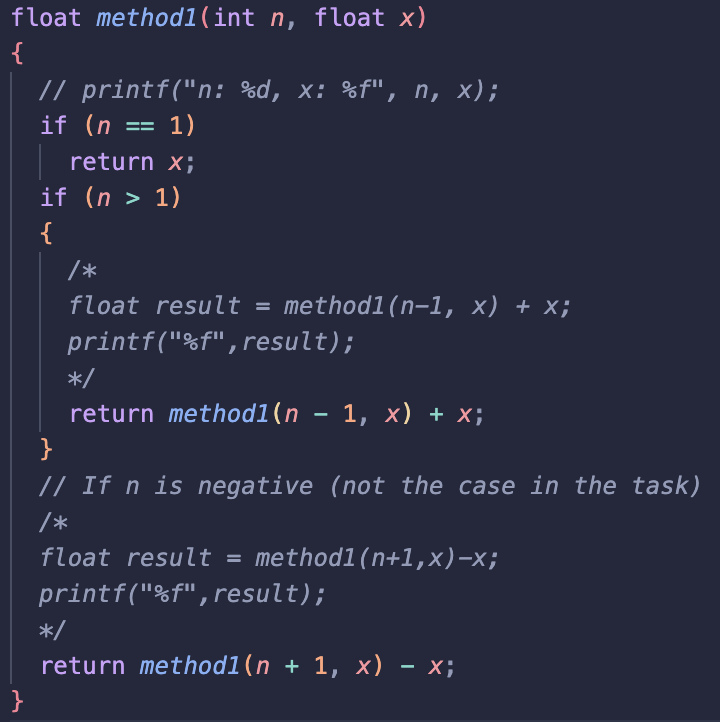 float method1(int n, float x)
{
// printf("n: %d, x: %f", n, x);
if (n == 1)
return x;
if (n > 1)
{
/*
float result = method1(n-1, x) + x;
printf("%f",result);
*/
return method1(n - 1, x) + x;
}
// If n is negative (not the case in the task)
/*
float result = method1(n+1,x)-x;
printf("%f",result);
*/
return method1(n + 1, x) - x;
}